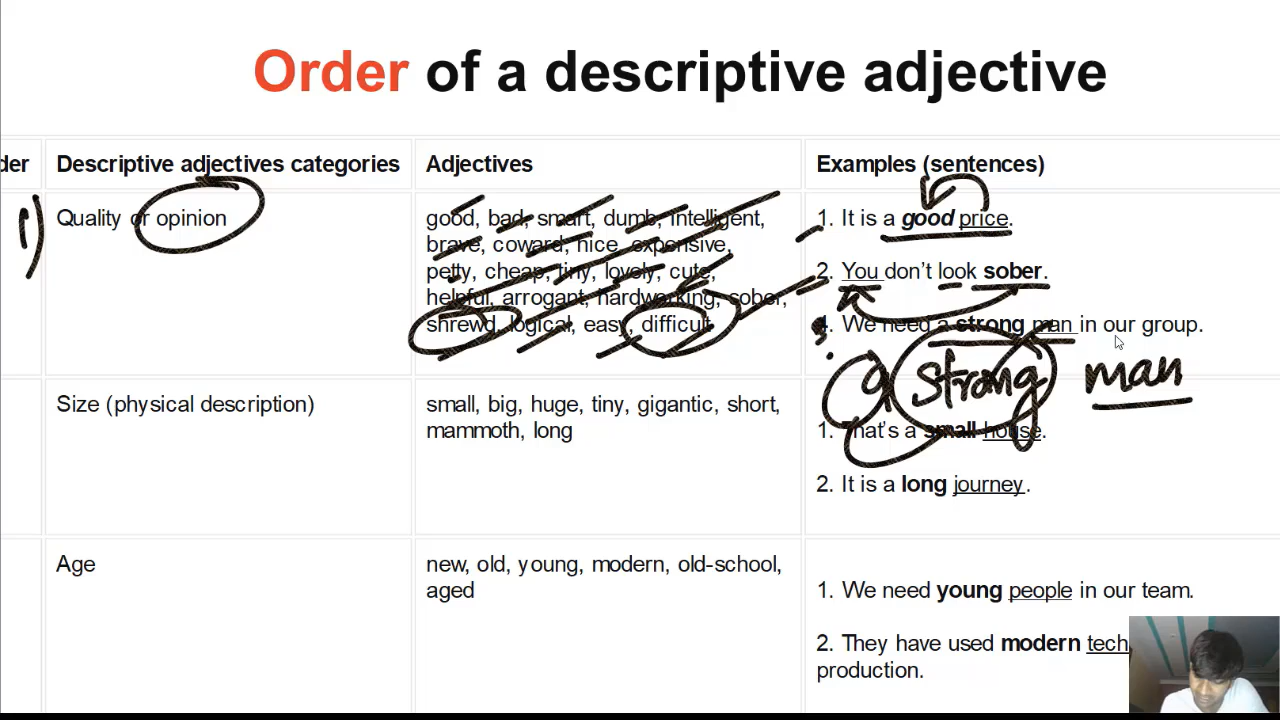 Order of a descriptive adjective
der Descriptive adjectives categories Adjectives Examples (sentences)
1) Quality or opinion
good, bad, smart, dumb, intelligent,
brave, coward, nice, expensive,
petty, cheap, tiny, lovely, cute,
helpful, arrogant, hardworking, sober,
shrewd, logical, easy, difficult
1. It is a good price.
2. You don't look sober.
We need a strong man in our group.
a strong man
Size (physical description)
small, big, huge, tiny, gigantic, short,
mammoth, long
1. That's a small house.
2. It is a long journey.
Age
new, old, young, modern, old-school,
aged
1. We need young people in our team.
2. They have used modern tech
production.